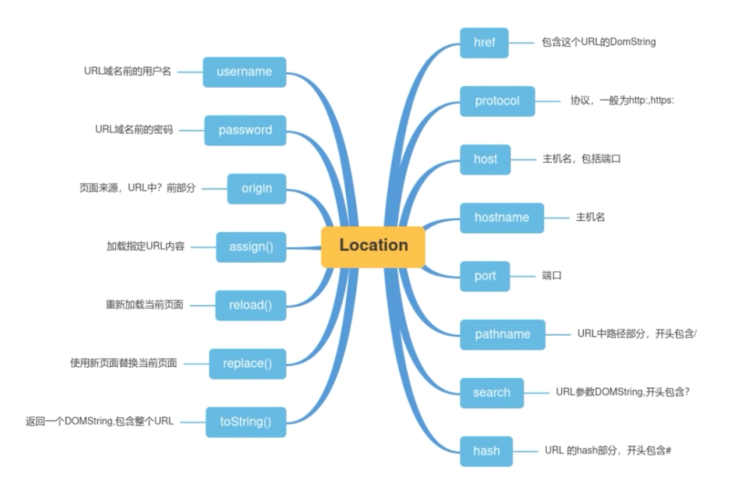 Location
username
URL域名前的用户名
password
URL域名前的密码
origin
页面来源，URL中？前部分
assign()
加载指定URL内容
reload()
重新加载当前页面
replace()
使用新页面替换当前页面
toString()
返回一个DOMString,包含整个URL
href
包含这个URL的DomString
protocol
协议，一般为http:,https:
host
主机名，包括端口
hostname
主机名
port
端口
pathname
URL中路径部分，开头包含/
search
URL参数DOMString,开头包含？
hash
URL 的hash部分，开头包含#